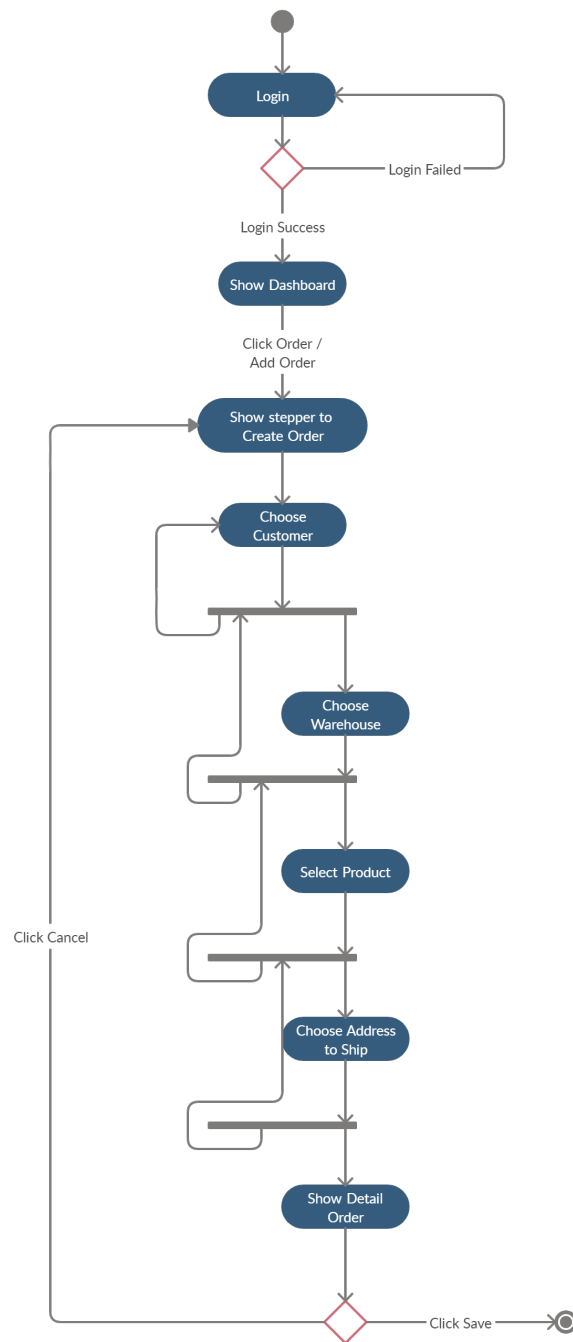 Login
Login Failed
Login Success
Show Dashboard
Click Order /
Add Order
Show stepper to
Create Order
Choose
Customer
Choose
Warehouse
Select Product
Click Cancel
Choose Address
to Ship
Show Detail
Order
Click Save